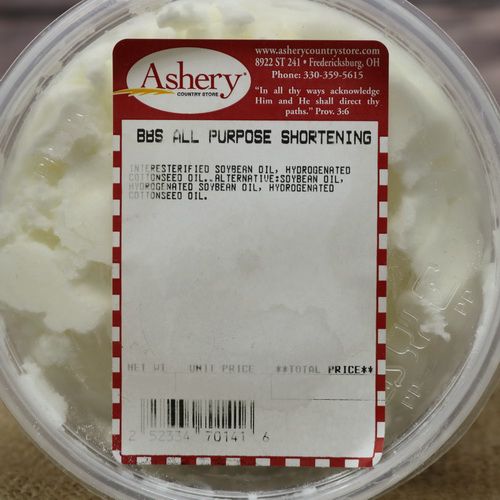 Ashery
COUNTRY STORE
www.asherycountrystore.com
8922 ST 241 • Fredericksburg, OH
Phone: 330-359-5615
"In all thy ways acknowledge
Him and He shall direct thy
paths." Prov. 3:6
BBS ALL PURPOSE SHORTENING
INTERESTERIFIED SOYBEAN OIL, HYDROGENATED
COTTONSEED OIL. ALTERNATIVE:SOYBEAN OIL,
HYDROGENATED SOYBEAN OIL, HYDROGENATED
COTTONSEED OIL.
NET WT UNIT PRICE **TOTAL PRICE**
2 52334 70141 6
PP
PP